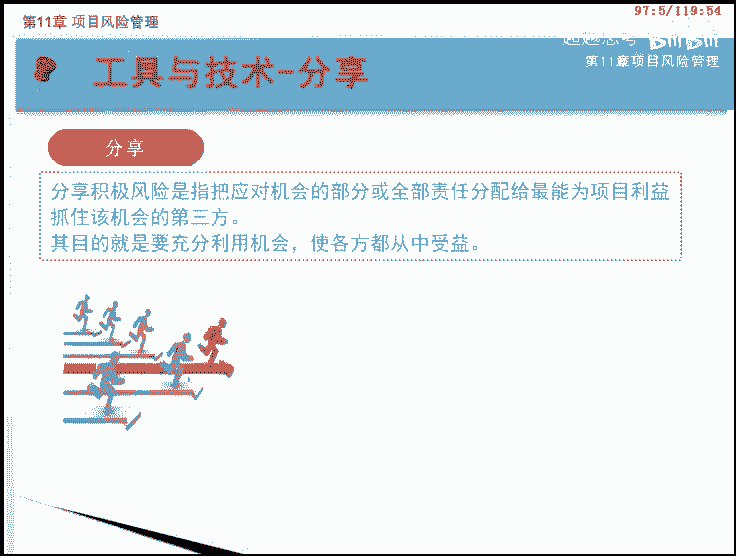 第11章 项目风险管理
97:5/119:54
工具与技术-分享
第11章项目风险管理
分享
分享积极风险是指把应对机会的部分或全部责任分配给最能为项目利益
抓住该机会的第三方。
其目的就是要充分利用机会，使各方都从中受益。